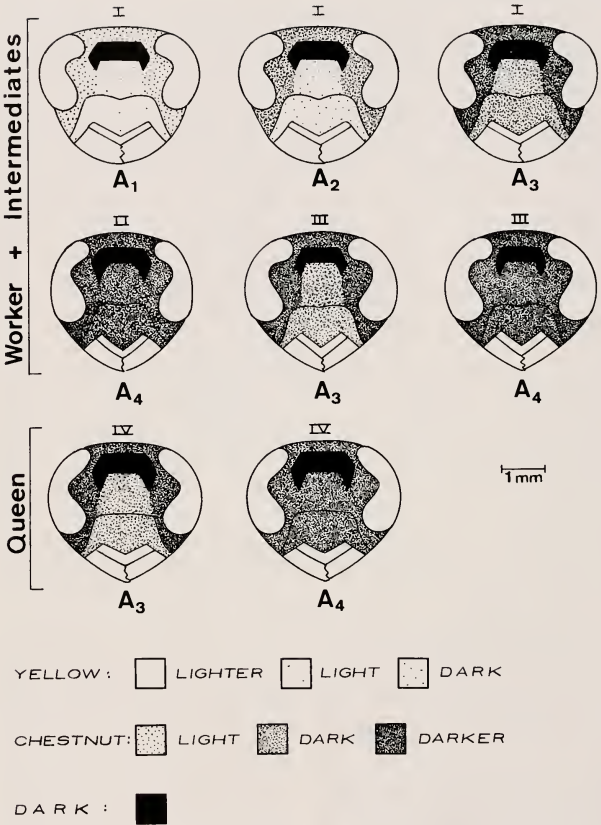 Worker + Intermediates
I I I
A1 A2 A3
II III III
A4 A3 A4
Queen
IV IV
1mm
A3 A4
YELLOW: LIGHTER LIGHT DARK
CHESTNUT: LIGHT DARK DARKER
DARK :